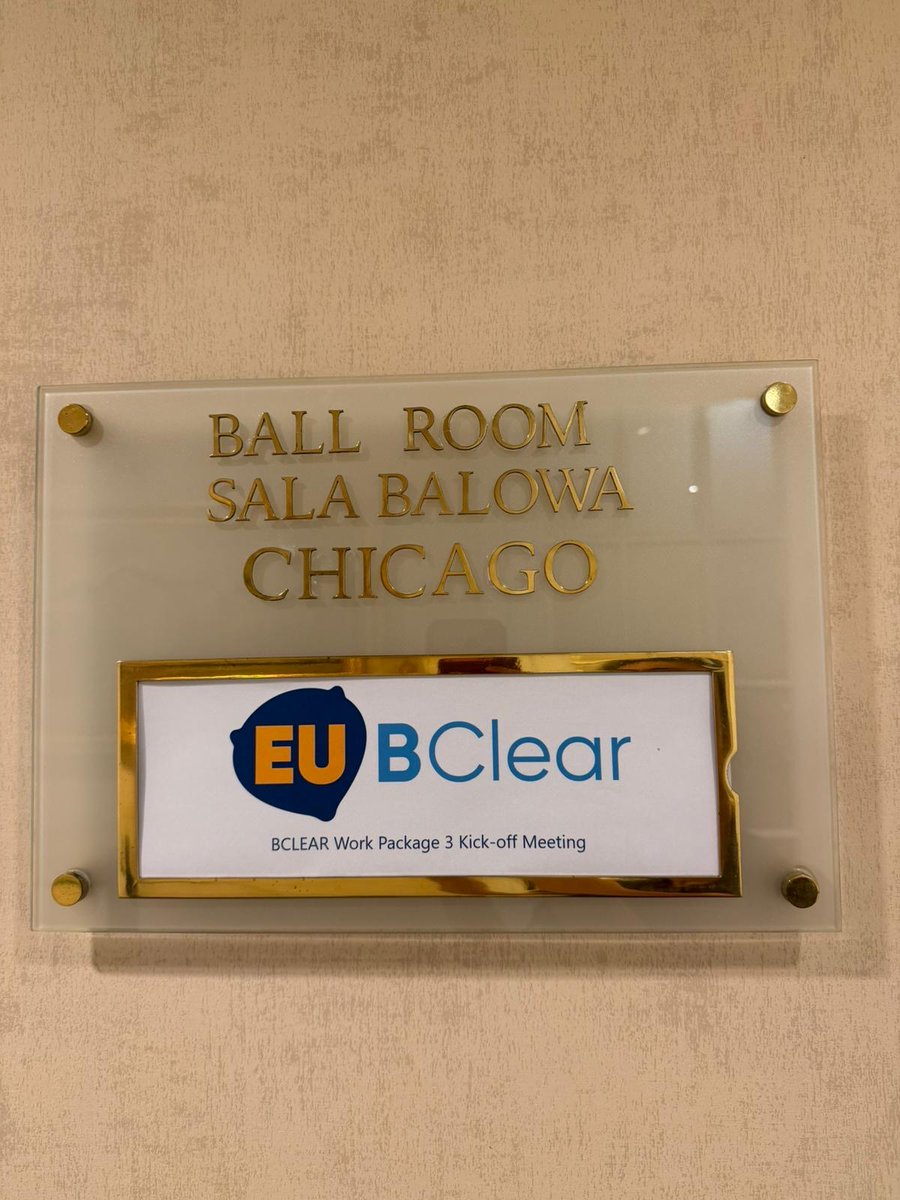 BALL ROOM
SALA BALOWA
CHICAGO
EU BClear
BCLEAR Work Package 3 Kick-off Meeting